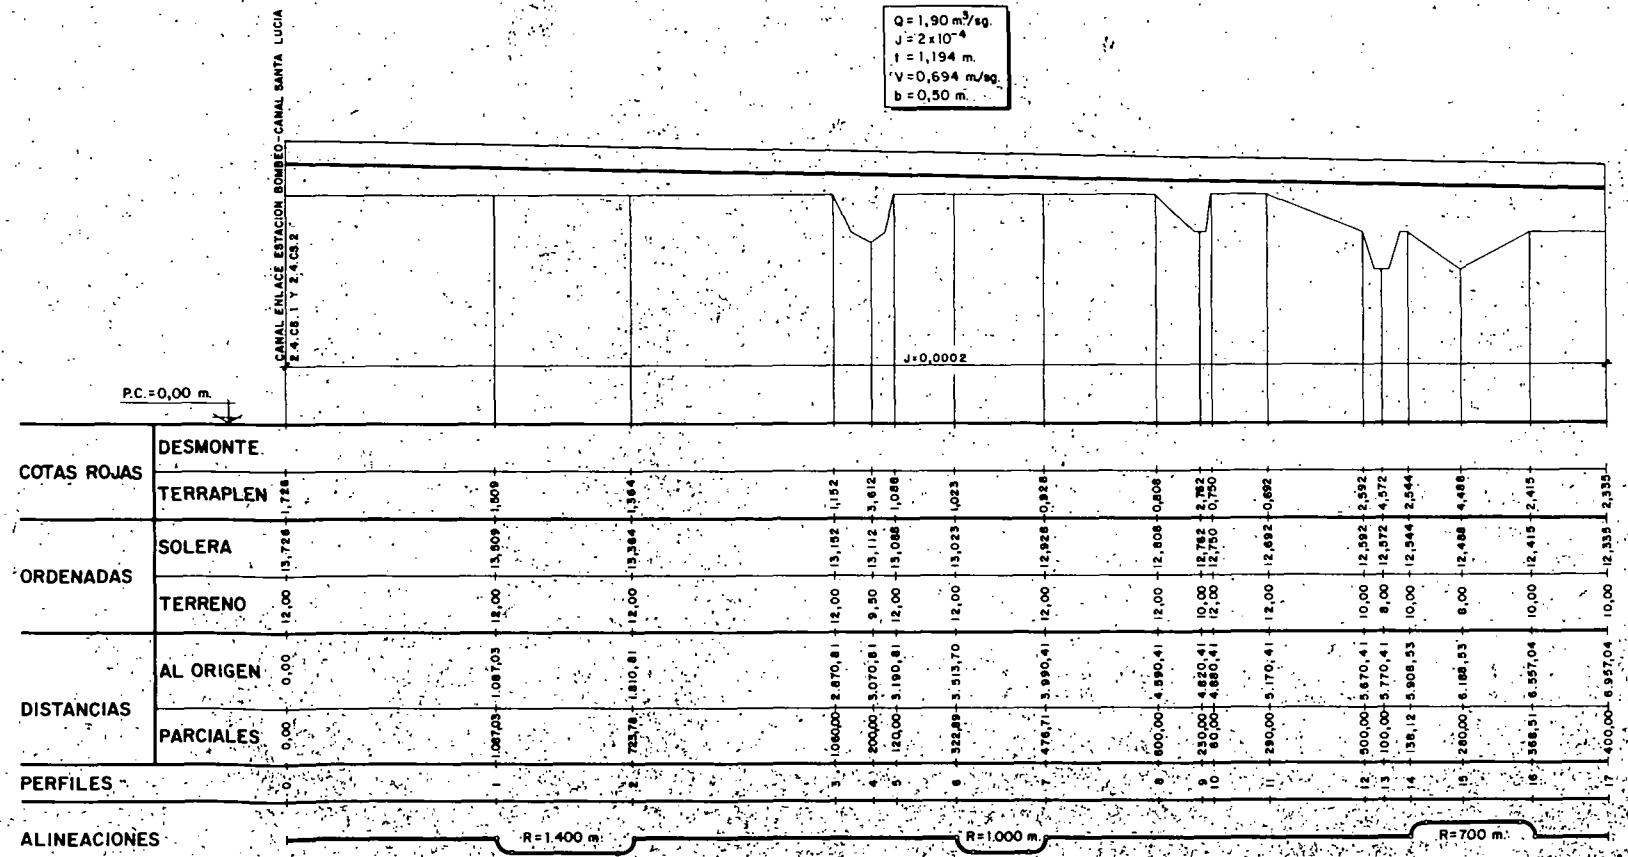 Q = 1,90 m³/sg.
J = 2 x 10⁻⁴
t = 1,194 m.
V = 0,694 m/sg.
b = 0,50 m.
CANAL ENLACE ESTACION BOMBEO-CANAL SANTA LUCIA
2.4.CS.1 Y 2.4.CS.2
J=0,0002
P.C.=0,00 m.
COTAS ROJAS
DESMONTE.
TERRAPLEN 1,726 1,509 1,364 1,152 3,612 1,088 1,023 0,928 0,808 2,762 0,750 0,692 2,592 4,572 2,544 4,488 2,415 2,335
ORDENADAS
SOLERA 13,726 13,509 13,364 13,152 13,112 13,088 13,023 12,928 12,808 12,762 12,750 12,692 12,592 12,572 12,544 12,488 12,415 12,335
TERRENO 12,00 12,00 12,00 12,00 9,50 12,00 12,00 12,00 12,00 10,00 12,00 12,00 10,00 8,00 10,00 8,00 10,00 10,00
DISTANCIAS
AL ORIGEN 0,00 1.087,03 1.810,81 2.870,81 3.070,81 3.190,81 3.513,70 3.990,41 4.590,41 4.820,41 4.880,41 5.170,41 5.670,41 5.770,41 5.908,53 6.188,53 6.557,04 6.957,04
PARCIALES 0,00 1.087,03 723,78 1.060,00 200,00 120,00 322,89 476,71 600,00 230,00 60,00 290,00 500,00 100,00 138,12 280,00 368,51 400,00
PERFILES 0 1 2 3 4 5 6 7 8 9 10 11 12 13 14 15 16 17
ALINEACIONES R=1.400 m. R=1.000 m. R=700 m.